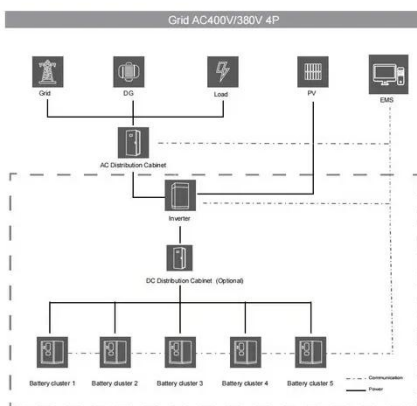 Grid AC400V/380V 4P
Grid
DG
Load
PV
EMS
AC Distribution Cabinet
Inverter
DC Distribution Cabinet (Optional)
Battery cluster 1
Battery cluster 2
Battery cluster 3
Battery cluster 4
Battery cluster 5
Communication
Power